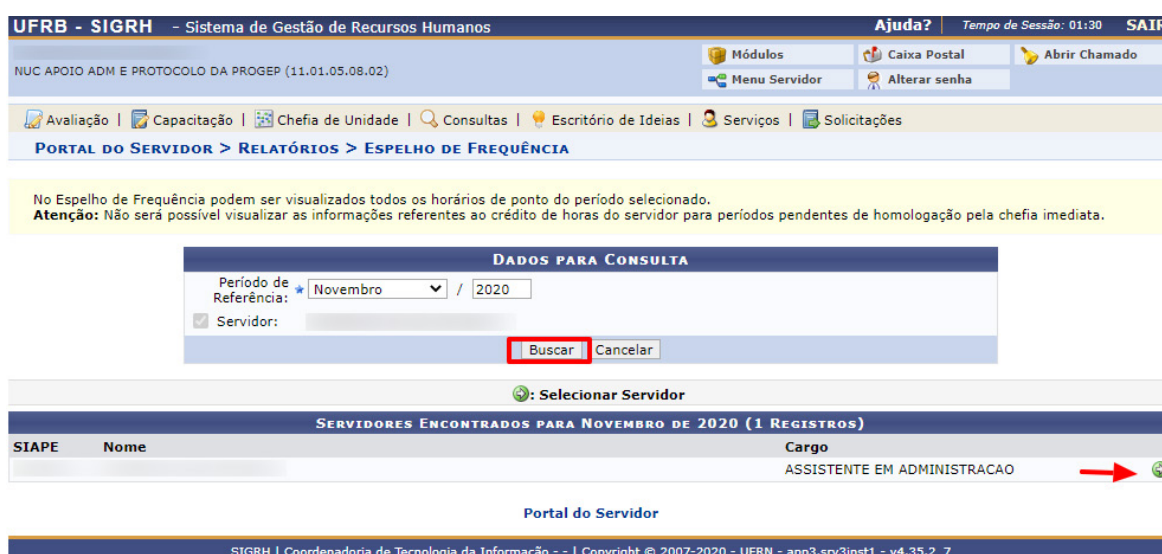 UFRB - SIGRH - Sistema de Gestão de Recursos Humanos Ajuda? Tempo de Sessão: 01:30 SAIR
Módulos Caixa Postal Abrir Chamado
NUC APOIO ADM E PROTOCOLO DA PROGEP (11.01.05.08.02)
Menu Servidor Alterar senha
Avaliação | Capacitação | Chefia de Unidade | Consultas | Escritório de Ideias | Serviços | Solicitações
PORTAL DO SERVIDOR > RELATÓRIOS > ESPELHO DE FREQUÊNCIA
No Espelho de Frequência podem ser visualizados todos os horários de ponto do período selecionado.
Atenção: Não será possível visualizar as informações referentes ao crédito de horas do servidor para períodos pendentes de homologação pela chefia imediata.
DADOS PARA CONSULTA
Período de
Referência: Novembro / 2020
Servidor:
Buscar Cancelar
: Selecionar Servidor
SERVIDORES ENCONTRADOS PARA NOVEMBRO DE 2020 (1 REGISTROS)
SIAPE Nome Cargo
ASSISTENTE EM ADMINISTRACAO
Portal do Servidor
SIGRH | Coordenadoria de Tecnologia da Informação - - | Copyright © 2007-2020 - UFRN - app3.srv3inst1 - v4.35.2_7